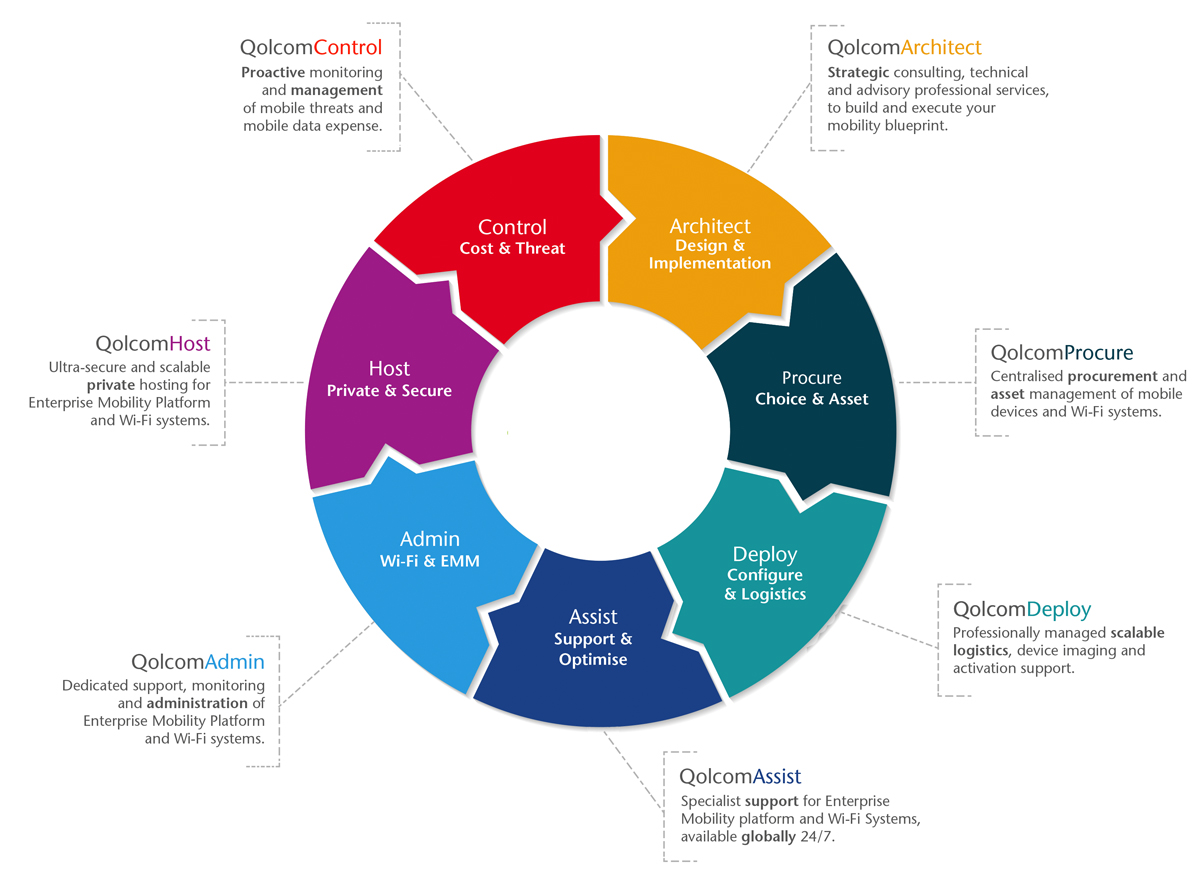 QolcomControl
Proactive monitoring
and management
of mobile threats and
mobile data expense.
QolcomArchitect
Strategic consulting, technical
and advisory professional services,
to build and execute your
mobility blueprint.
Control
Cost & Threat
Architect
Design &
Implementation
QolcomHost
Ultra-secure and scalable
private hosting for
Enterprise Mobility Platform
and Wi-Fi systems.
Host
Private & Secure
Procure
Choice & Asset
QolcomProcure
Centralised procurement and
asset management of mobile
devices and Wi-Fi systems.
Admin
Wi-Fi & EMM
Deploy
Configure
& Logistics
Assist
Support &
Optimise
QolcomDeploy
Professionally managed scalable
logistics, device imaging and
activation support.
QolcomAdmin
Dedicated support, monitoring
and administration of
Enterprise Mobility Platform
and Wi-Fi systems.
QolcomAssist
Specialist support for Enterprise
Mobility platform and Wi-Fi Systems,
available globally 24/7.